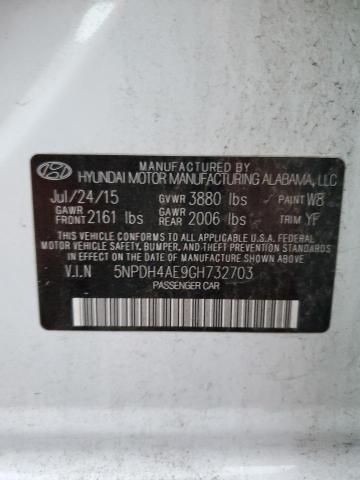 MANUFACTURED BY
HYUNDAI MOTOR MANUFACTURING ALABAMA, LLC
Jul/24/15 GVWR 3880 lbs PAINT W8
GAWR FRONT 2161 lbs GAWR REAR 2006 lbs TRIM YF
THIS VEHICLE CONFORMS TO ALL APPLICABLE U.S.A. FEDERAL
MOTOR VEHICLE SAFETY, BUMPER, AND THEFT PREVENTION STANDARDS
IN EFFECT ON THE DATE OF MANUFACTURE SHOWN ABOVE
V.I.N 5NPDH4AE9GH732703
PASSENGER CAR